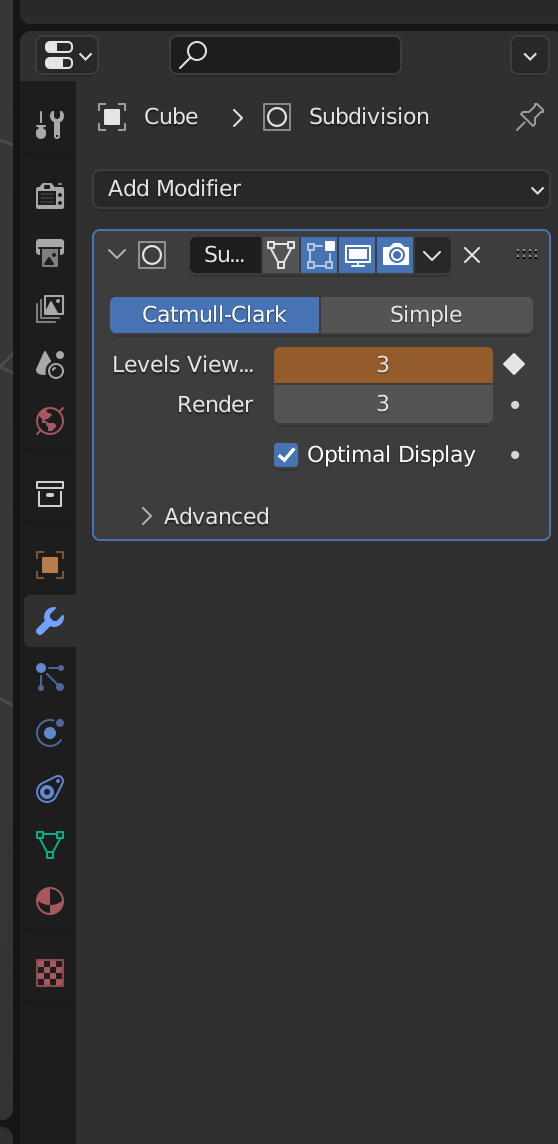 Cube > Subdivision
Add Modifier
Su...
Catmull-Clark Simple
Levels View... 3
Render 3
Optimal Display
Advanced